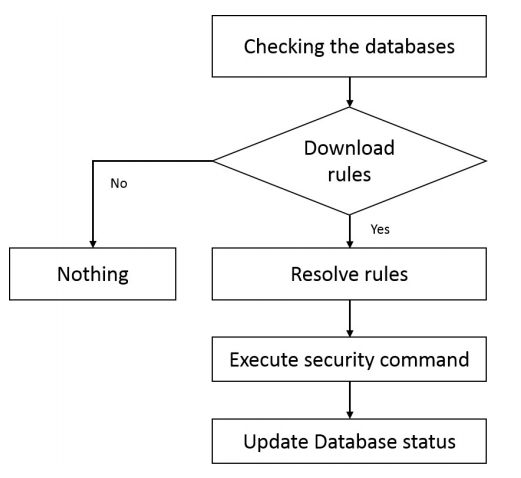 Checking the databases
Download
rules
No
Yes
Nothing
Resolve rules
Execute security command
Update Database status